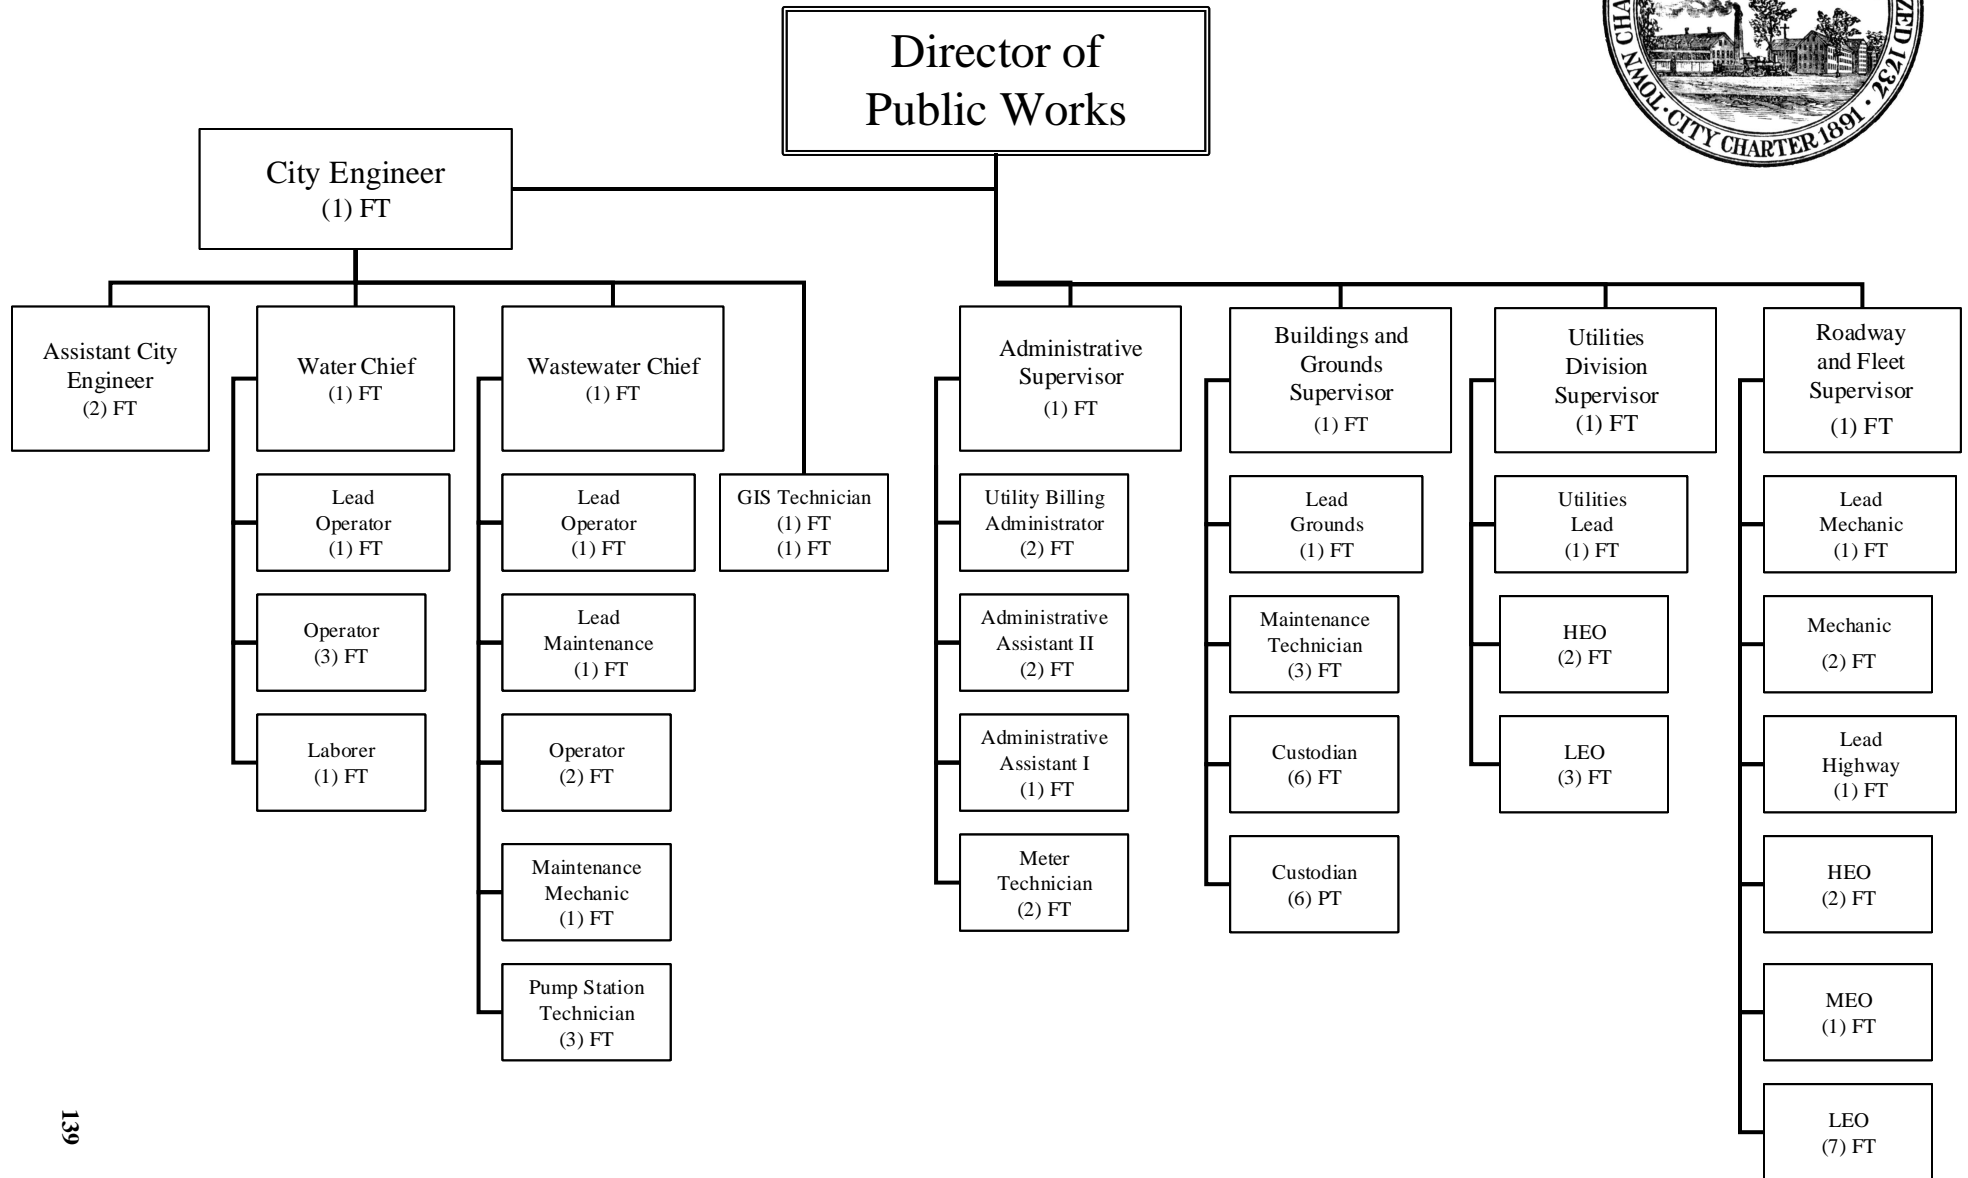 Director of
Public Works
TOWN CHA
CITY CHARTER 1891
ZED 1737
City Engineer
(1) FT
Assistant City
Engineer
(2) FT
Water Chief
(1) FT
Lead
Operator
(1) FT
Operator
(3) FT
Laborer
(1) FT
Wastewater Chief
(1) FT
Lead
Operator
(1) FT
Lead
Maintenance
(1) FT
Operator
(2) FT
Maintenance
Mechanic
(1) FT
Pump Station
Technician
(3) FT
GIS Technician
(1) FT
(1) FT
Administrative
Supervisor
(1) FT
Utility Billing
Administrator
(2) FT
Administrative
Assistant II
(2) FT
Administrative
Assistant I
(1) FT
Meter
Technician
(2) FT
Buildings and
Grounds
Supervisor
(1) FT
Lead
Grounds
(1) FT
Maintenance
Technician
(3) FT
Custodian
(6) FT
Custodian
(6) PT
Utilities
Division
Supervisor
(1) FT
Utilities
Lead
(1) FT
HEO
(2) FT
LEO
(3) FT
Roadway
and Fleet
Supervisor
(1) FT
Lead
Mechanic
(1) FT
Mechanic
(2) FT
Lead
Highway
(1) FT
HEO
(2) FT
MEO
(1) FT
LEO
(7) FT
139